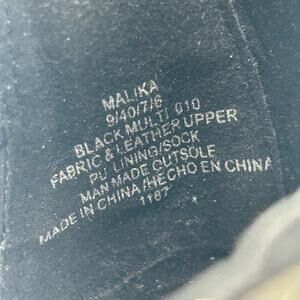 MALIKA
9/40/7/6
BLACK MULTI 010
FABRIC & LEATHER UPPER
PU LINING/SOCK
MAN MADE OUTSOLE
MADE IN CHINA/HECHO EN CHINA
1187